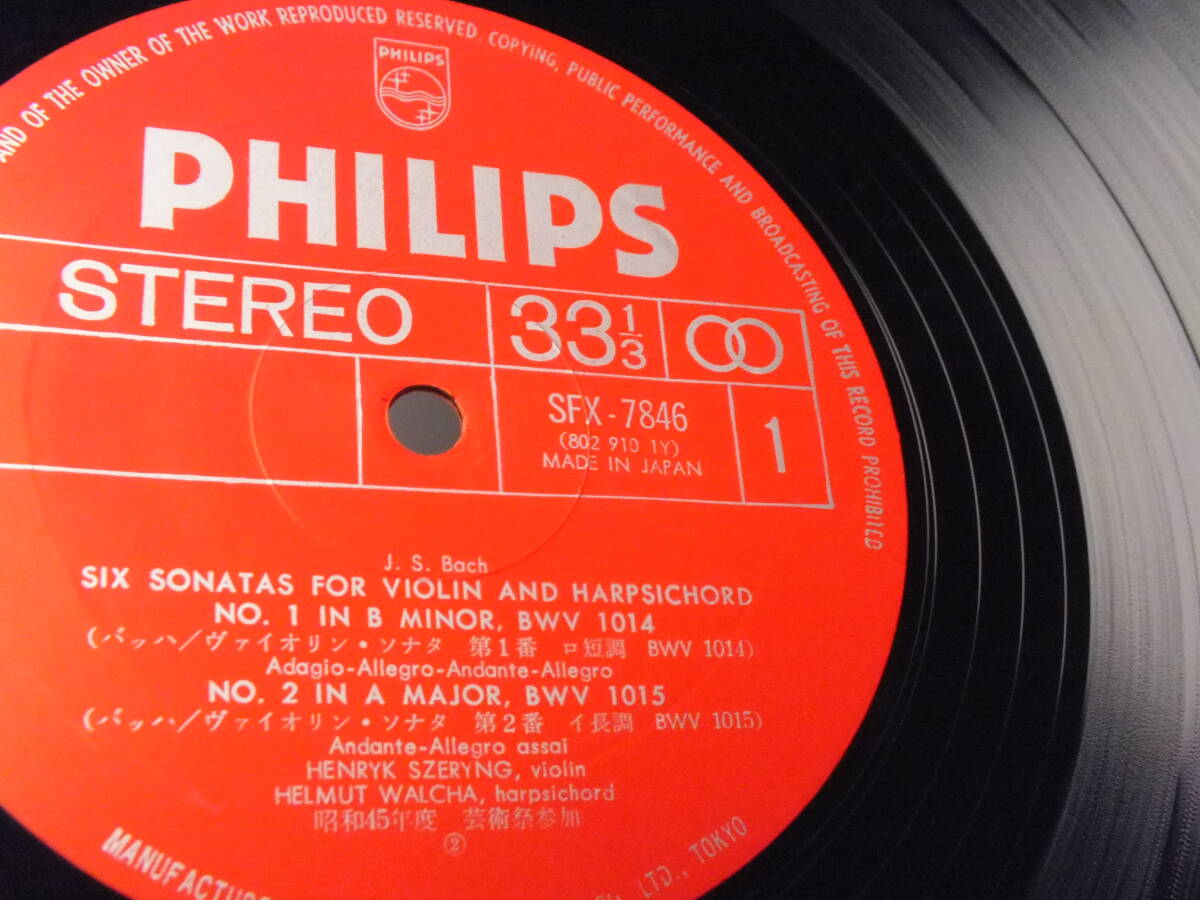 AND OF THE OWNER OF THE WORK REPRODUCED RESERVED. COPYING, PUBLIC PERFORMANCE AND BROADCASTING OF THIS RECORD PROHIBITED
PHILIPS
PHILIPS
STEREO
33 1/3
SFX-7846
(802 910 1Y)
MADE IN JAPAN
1
J. S. Bach
SIX SONATAS FOR VIOLIN AND HARPSICHORD
NO. 1 IN B MINOR, BWV 1014
(バッハ/ヴァイオリン・ソナタ 第1番 ロ短調 BWV 1014)
Adagio-Allegro-Andante-Allegro
NO. 2 IN A MAJOR, BWV 1015
(バッハ/ヴァイオリン・ソナタ 第2番 イ長調 BWV 1015)
Andante-Allegro assai
HENRYK SZERYNG, violin
HELMUT WALCHA, harpsichord
昭和45年度 芸術祭参加
②
MANUFACTURE
LTD., TOKYO